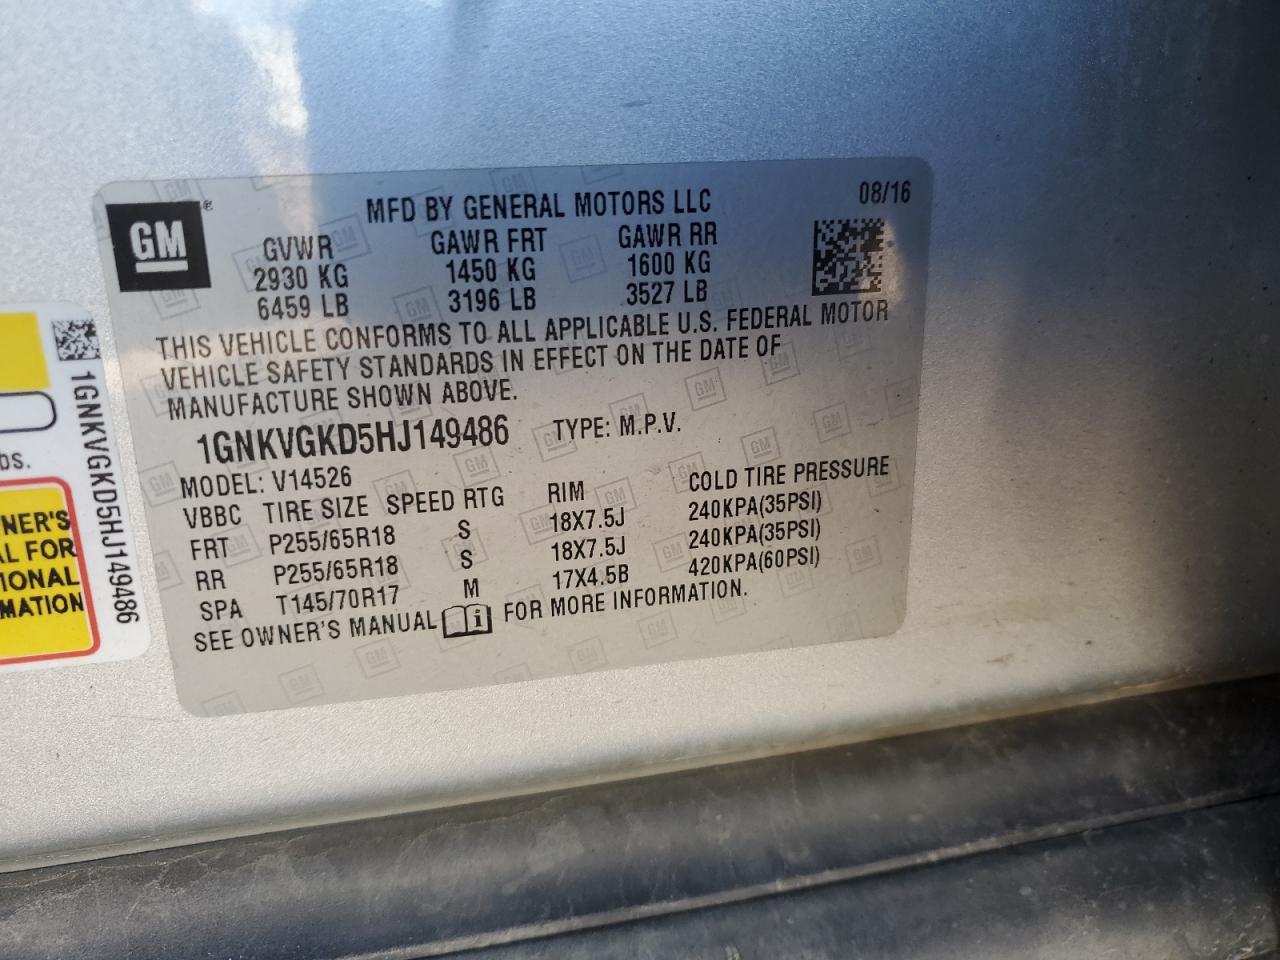 GM®
MFD BY GENERAL MOTORS LLC
08/16
GVWR GAWR FRT GAWR RR
2930 KG 1450 KG 1600 KG
6459 LB 3196 LB 3527 LB
THIS VEHICLE CONFORMS TO ALL APPLICABLE U.S. FEDERAL MOTOR
VEHICLE SAFETY STANDARDS IN EFFECT ON THE DATE OF
MANUFACTURE SHOWN ABOVE.
1GNKVGKD5HJ149486 TYPE: M.P.V.
MODEL: V14526
VBBC TIRE SIZE SPEED RTG RIM COLD TIRE PRESSURE
FRT P255/65R18 S 18X7.5J 240KPA(35PSI)
RR P255/65R18 S 18X7.5J 240KPA(35PSI)
SPA T145/70R17 M 17X4.5B 420KPA(60PSI)
SEE OWNER'S MANUAL FOR MORE INFORMATION.
1GNKVGKD5HJ149486
bs.
NER'S
AL FOR
IONAL
MATION